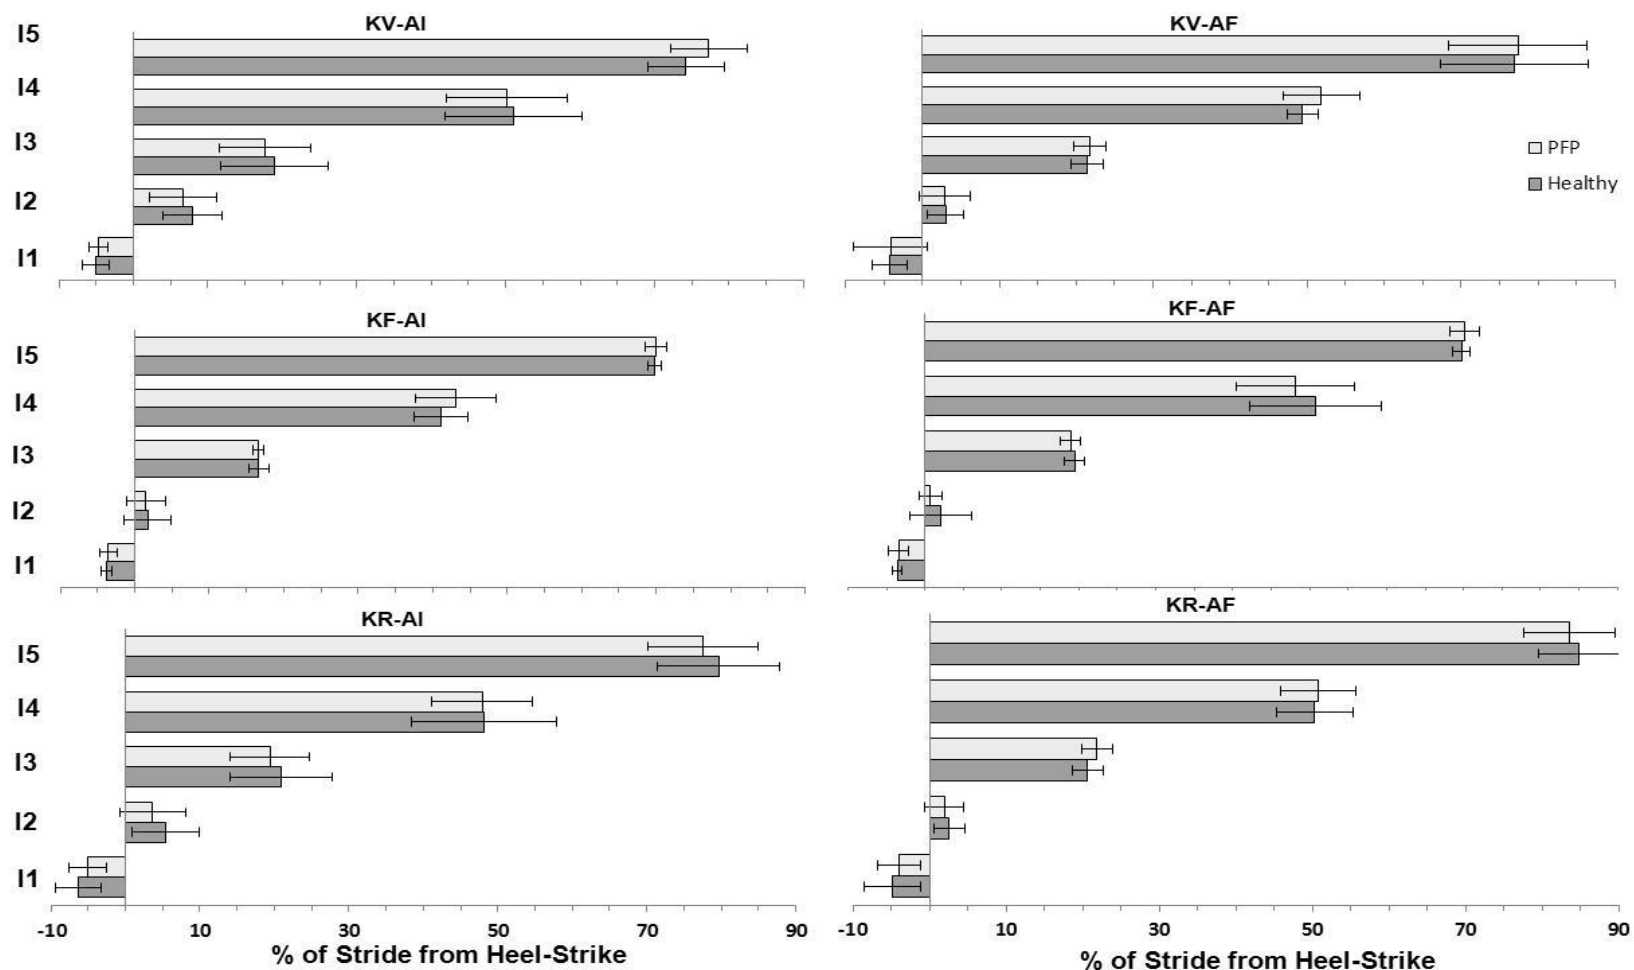 KV-AI
I5
I4
I3
I2
I1
KV-AF
PFP
Healthy
KF-AI
I5
I4
I3
I2
I1
KF-AF
KR-AI
I5
I4
I3
I2
I1
-10 10 30 50 70 90
% of Stride from Heel-Strike
KR-AF
-10 10 30 50 70 90
% of Stride from Heel-Strike